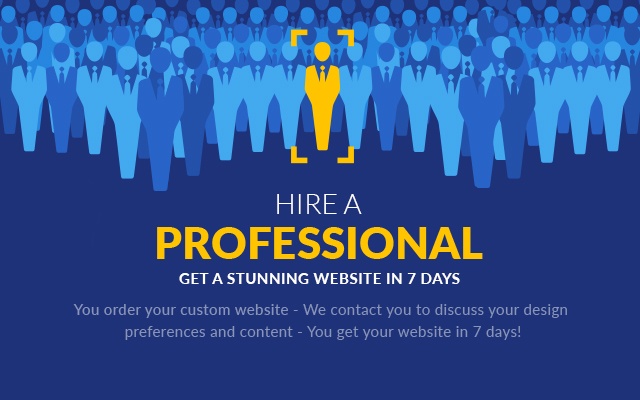 HIRE A
PROFESSIONAL
GET A STUNNING WEBSITE IN 7 DAYS
You order your custom website - We contact you to discuss your design
preferences and content - You get your website in 7 days!